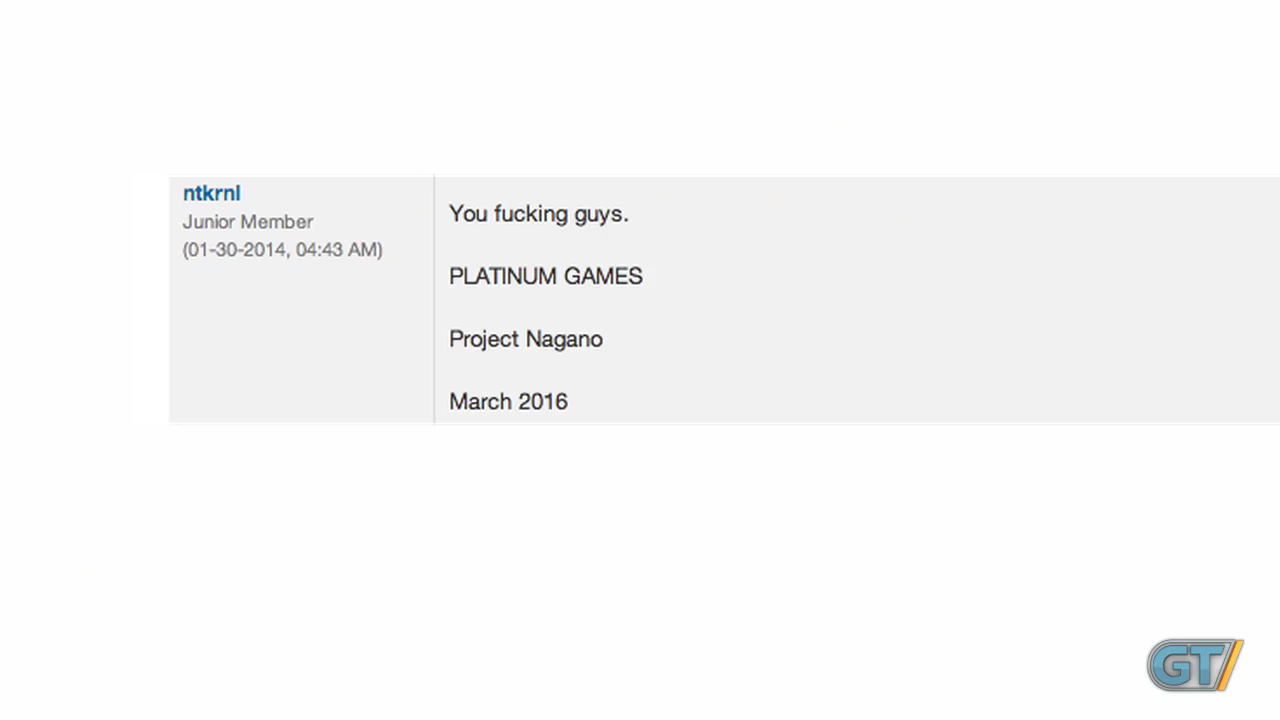 ntkrnl
Junior Member
(01-30-2014, 04:43 AM)
You fucking guys.
PLATINUM GAMES
Project Nagano
March 2016
GT